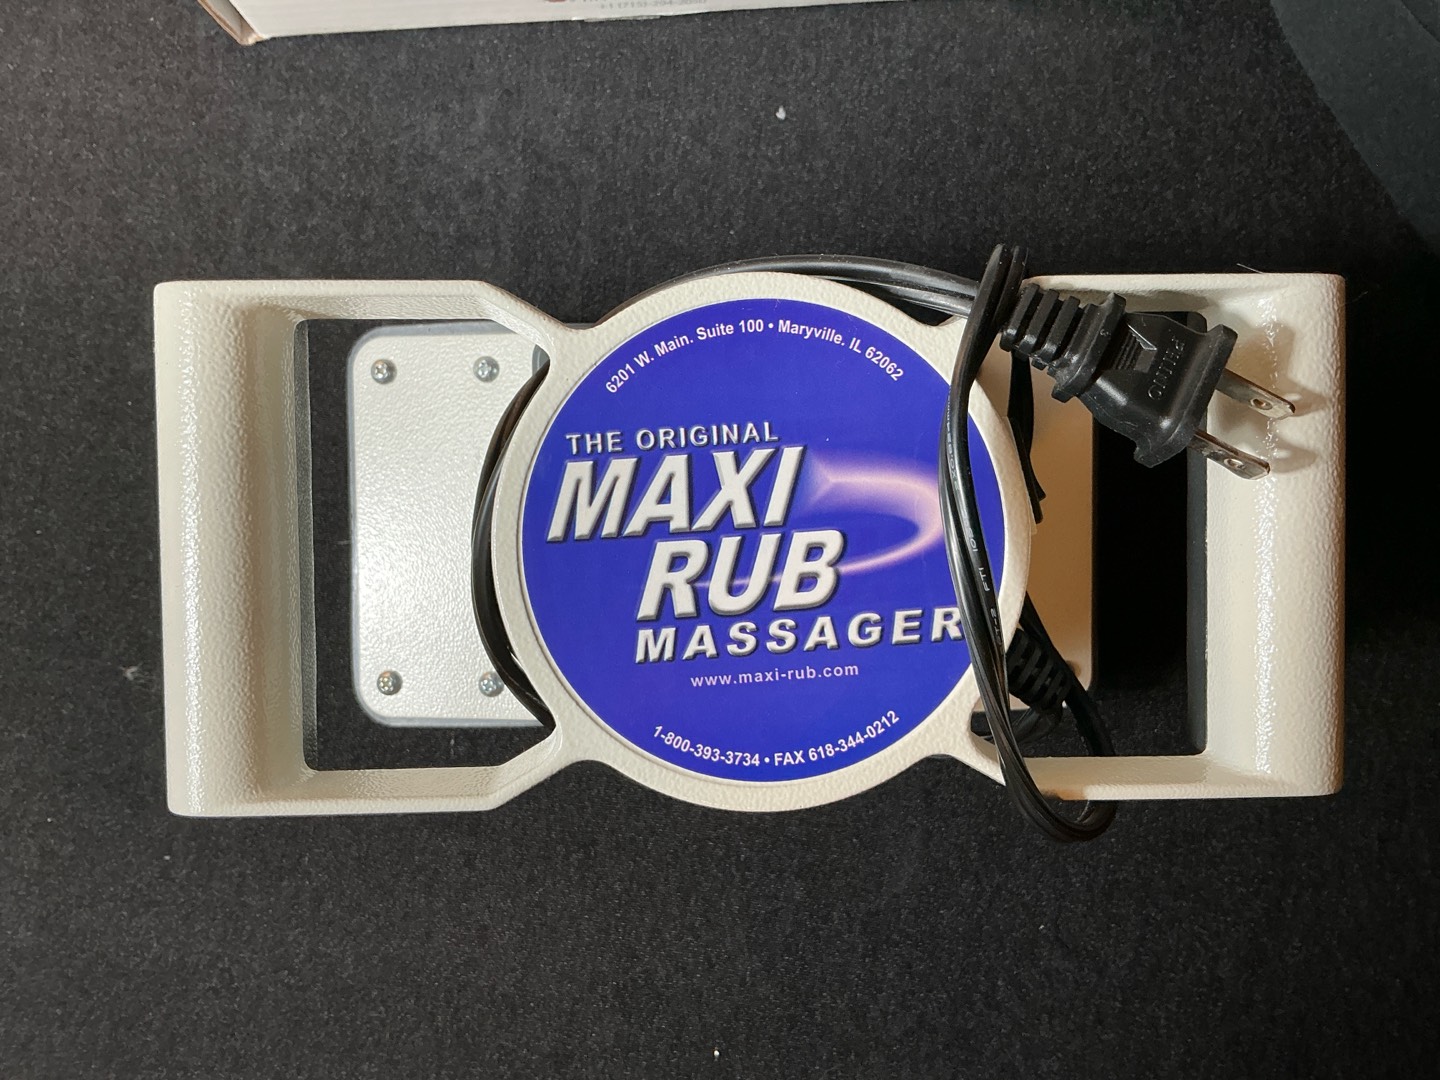 6201 W. Main. Suite 100 • Maryville. IL 62062
THE ORIGINAL
MAXI
RUB
MASSAGER
www.maxi-rub.com
1-800-393-3734 • FAX 618-344-0212